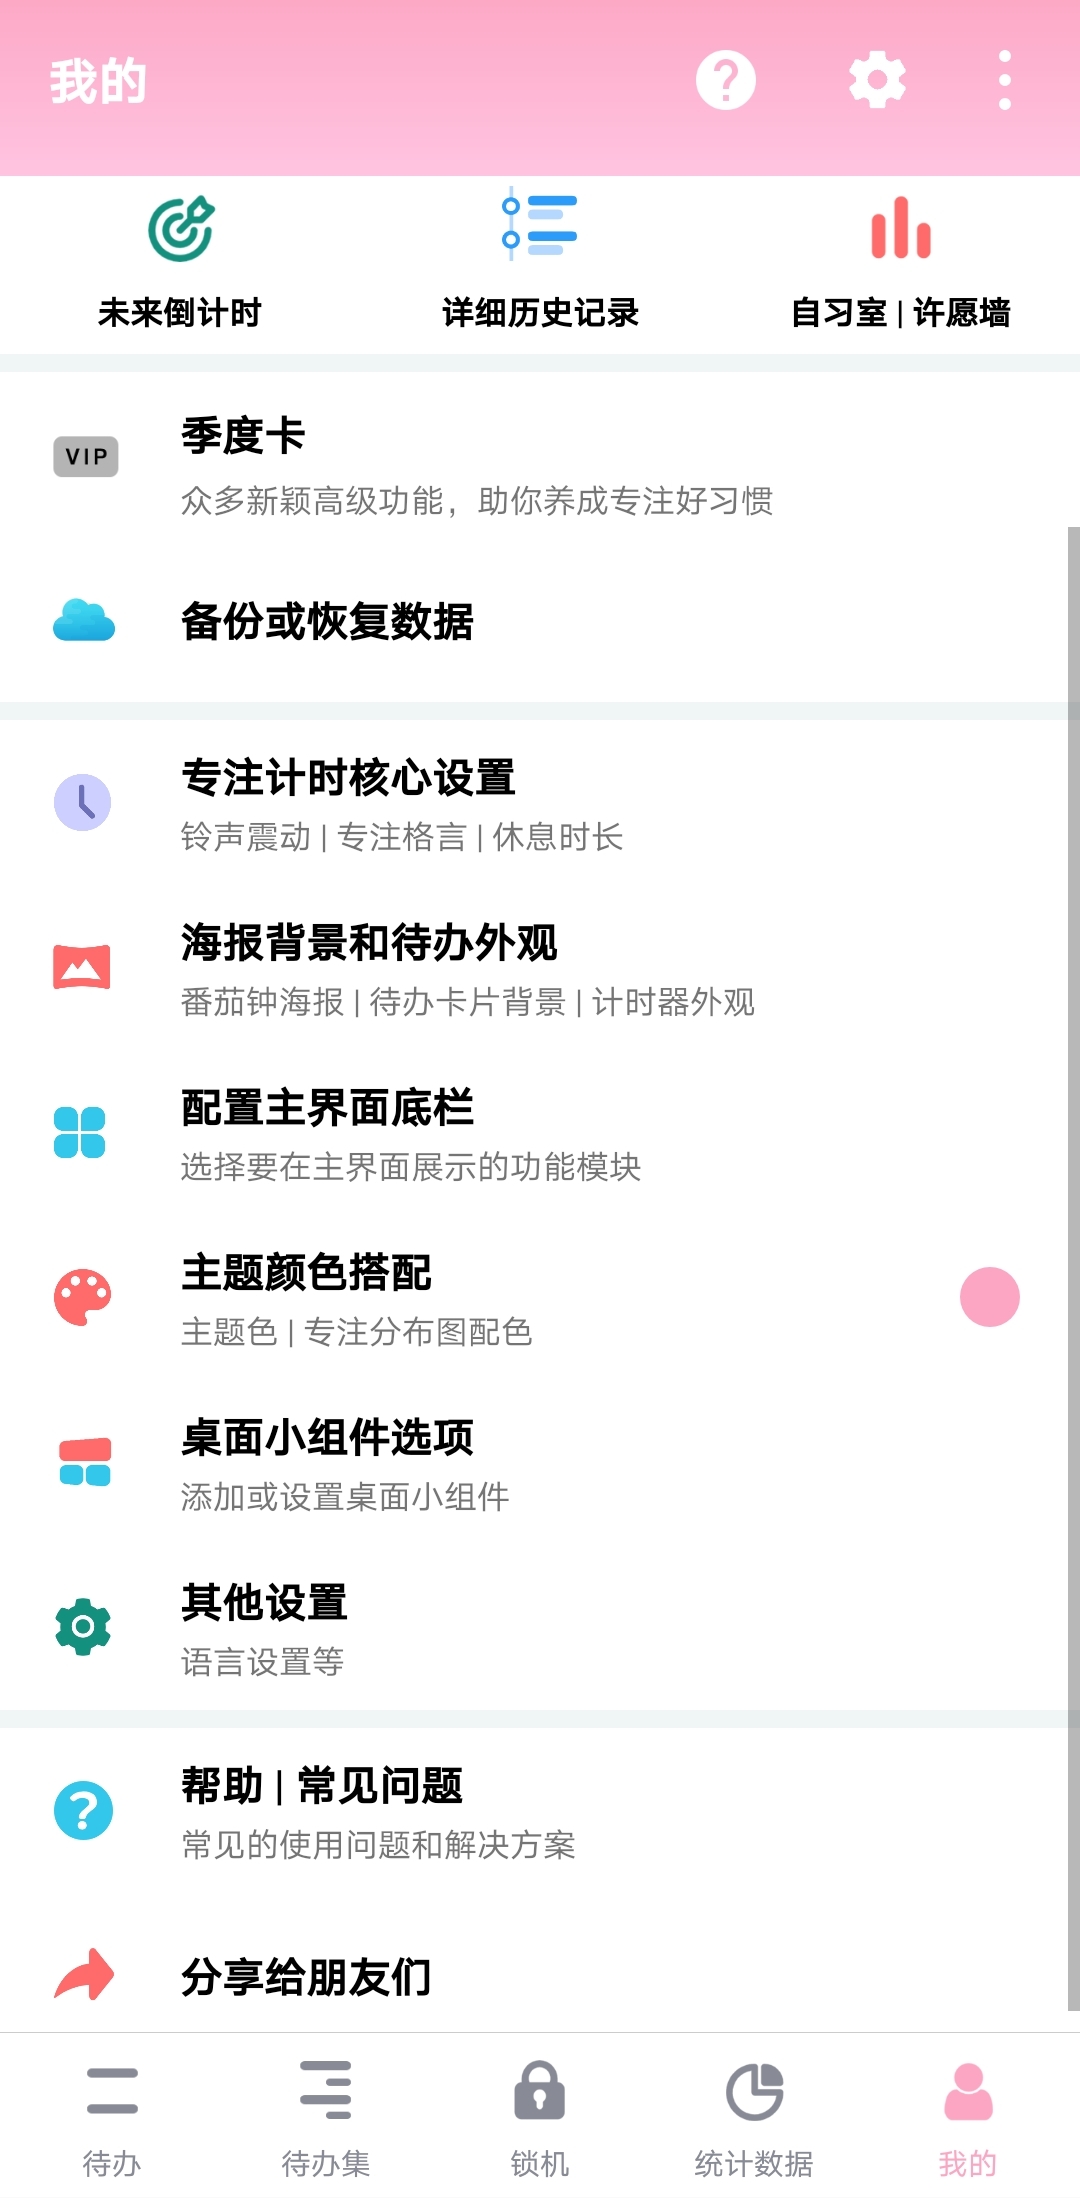 我的
未来倒计时
详细历史记录
自习室 | 许愿墙
VIP
季度卡
众多新颖高级功能，助你养成专注好习惯
备份或恢复数据
专注计时核心设置
铃声震动 | 专注格言 | 休息时长
海报背景和待办外观
番茄钟海报 | 待办卡片背景 | 计时器外观
配置主界面底栏
选择要在主界面展示的功能模块
主题颜色搭配
主题色 | 专注分布图配色
桌面小组件选项
添加或设置桌面小组件
其他设置
语言设置等
帮助 | 常见问题
常见的使用问题和解决方案
分享给朋友们
待办
待办集
锁机
统计数据
我的